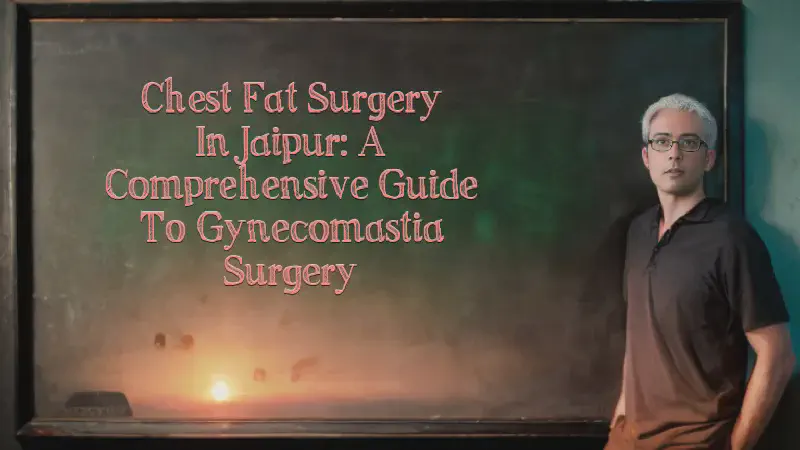 Chest Fat Surgery
In Jaipur: A
Comprehensive Guide
To Gynecomastia
Surgery